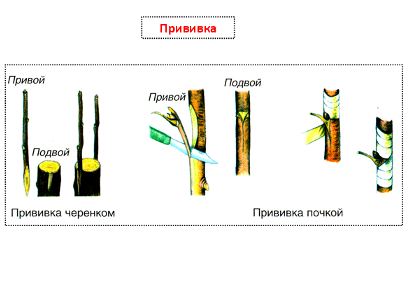 Прививка
Привой
Подвой
Прививка черенком
Привой
Подвой
Прививка почкой